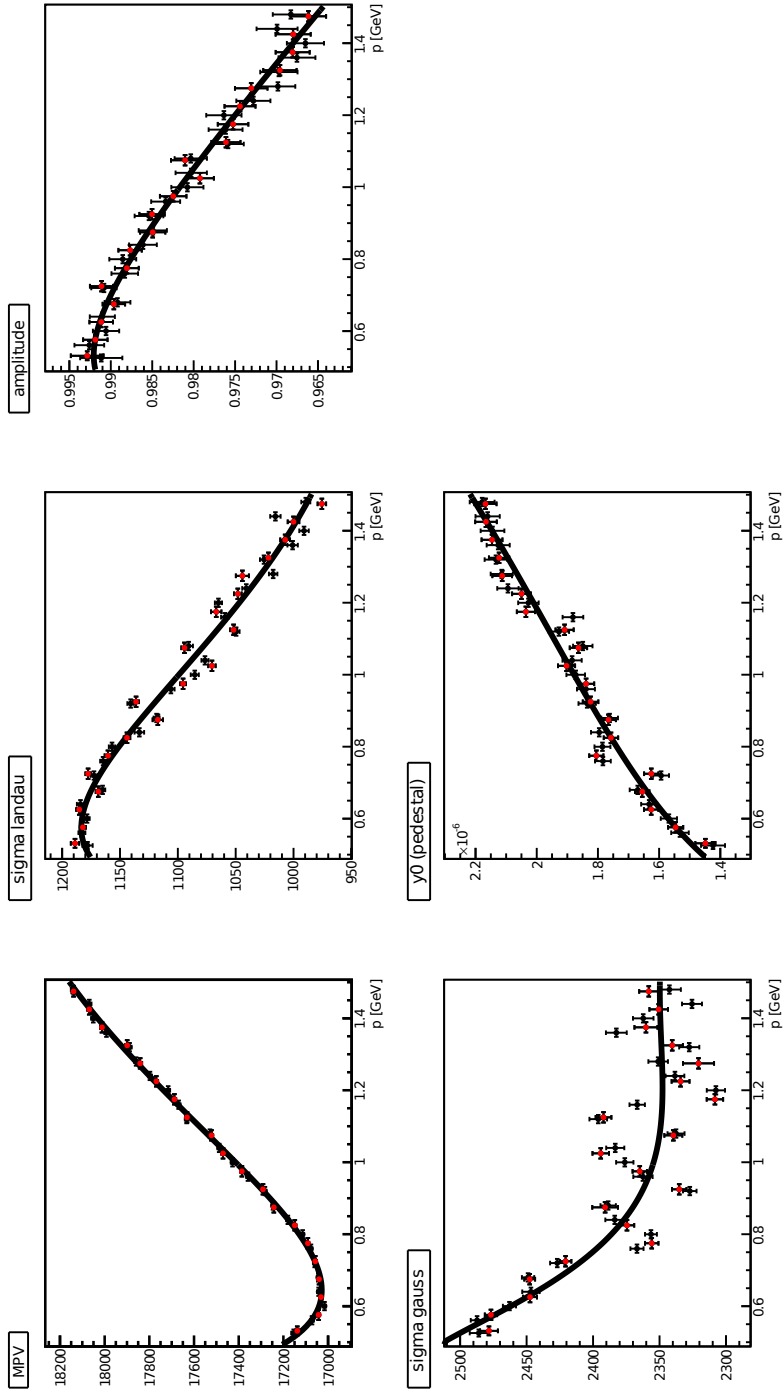 MPV
18200
18000
17800
17600
17400
17200
17000
0.6 0.8 1 1.2 1.4
p [GeV]
sigma landau
1200
1150
1100
1050
1000
950
0.6 0.8 1 1.2 1.4
p [GeV]
amplitude
0.995
0.99
0.985
0.98
0.975
0.97
0.965
0.6 0.8 1 1.2 1.4
p [GeV]
sigma gauss
2500
2450
2400
2350
2300
0.6 0.8 1 1.2 1.4
p [GeV]
y0 (pedestal)
×10⁻⁶
2.2
2
1.8
1.6
1.4
0.6 0.8 1 1.2 1.4
p [GeV]